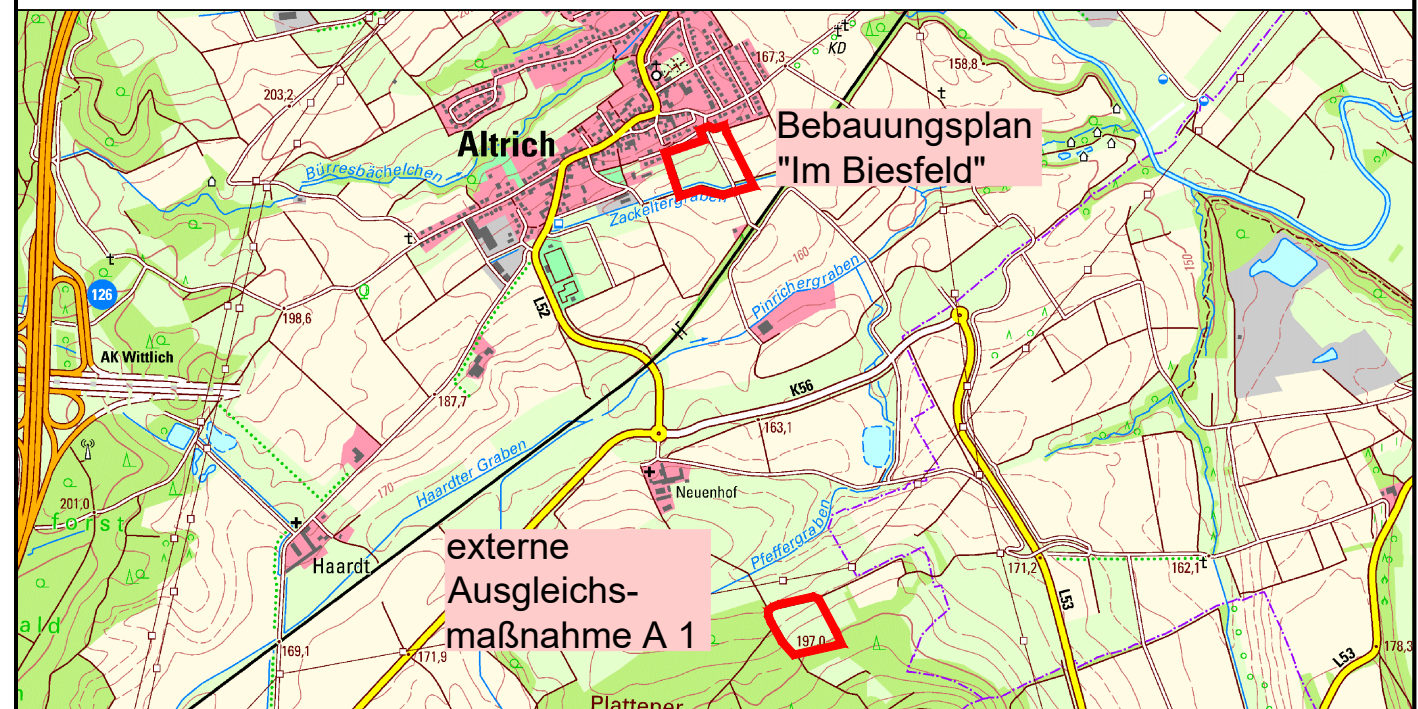 203,2
167,3
KD
158,8
Altrich
Bebauungsplan
"Im Biesfeld"
Bürresbächelchen
Zackeltergraben
160
150
Pinrichergraben
126
198,6
L52
AK Wittlich
187,7
K56
163,1
170
Haardter Graben
Neuenhof
201,0
forst
externe
Ausgleichs-
maßnahme A 1
Pfeffergraben
Haardt
171,2
162,1
L53
ald
197,0
169,1
171,9
L53
178,3
Plattener